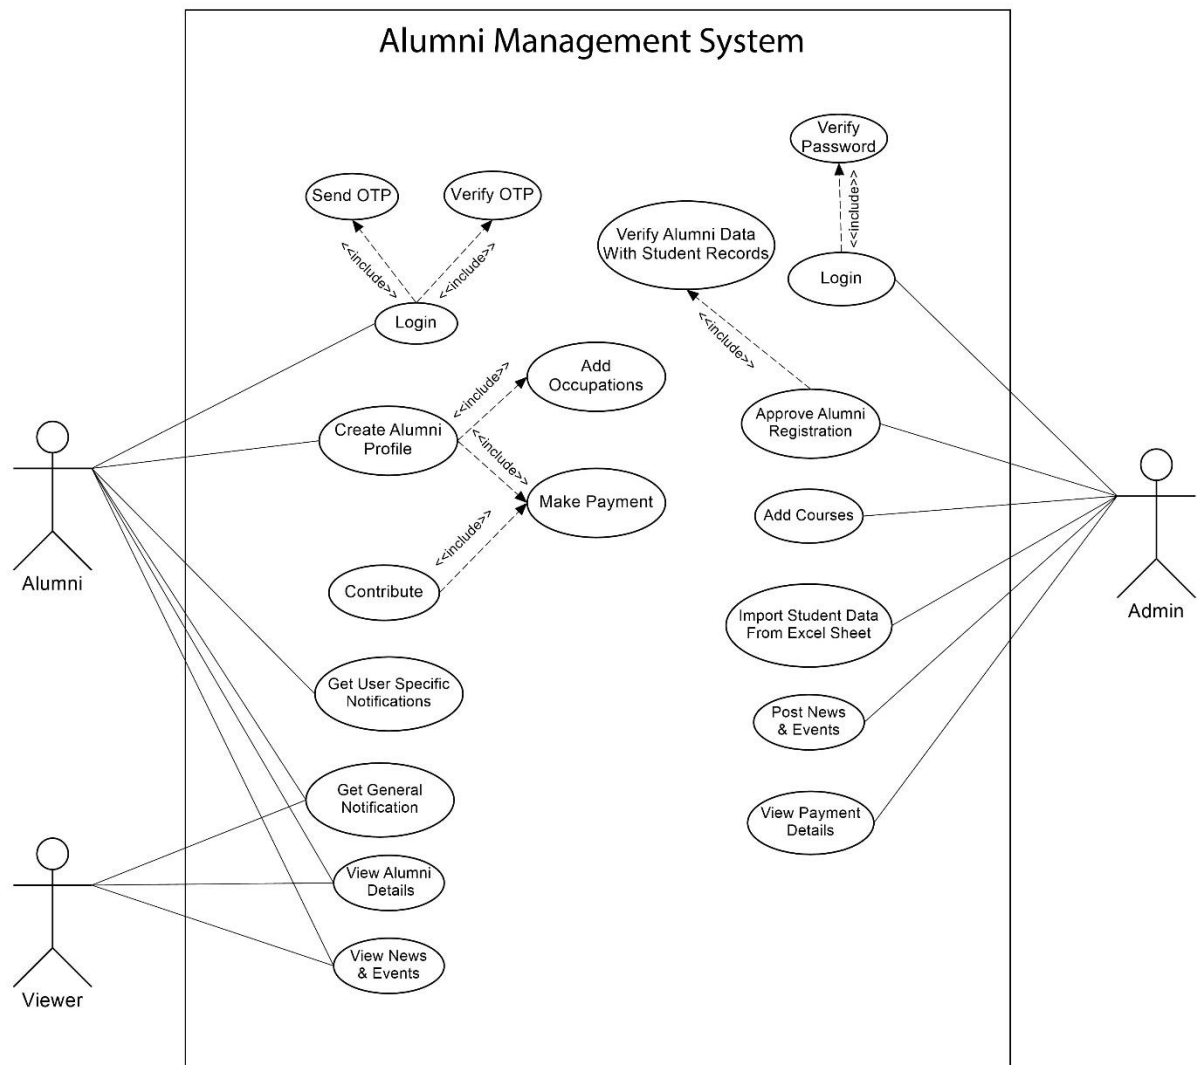 Alumni Management System
Verify
Password
<<include>>
Send OTP
Verify OTP
<<include>>
<<include>>
Verify Alumni Data
With Student Records
<<include>>
Login
Login
Add
Occupations
<<include>>
Create Alumni
Profile
<<include>>
Approve Alumni
Registration
Make Payment
Add Courses
<<include>>
Alumni
Contribute
Import Student Data
From Excel Sheet
Admin
Get User Specific
Notifications
Post News
& Events
Get General
Notification
View Payment
Details
View Alumni
Details
View News
& Events
Viewer